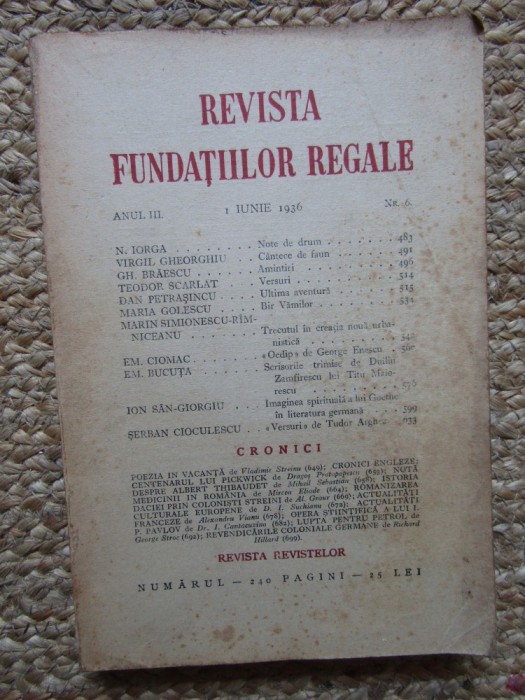 REVISTA
FUNDAȚIILOR REGALE
ANUL III. 1 IUNIE 1936 NR. 6.
N. IORGA . . . . . . . . Note de drum . . . . . . . . . 483
VIRGIL GHEORGHIU . . Cântece de faun . . . . . . . 491
GH. BRĂESCU . . . . . . Amintiri . . . . . . . . . . . 496
TEODOR SCARLAT . . . Versuri . . . . . . . . . . . . 514
DAN PETRAȘINCU . . . . Ultima aventură . . . . . . . 515
MARIA GOLESCU . . . . Bir Vămilor . . . . . . . . . 534
MARIN SIMIONESCU-RÎM-
NICEANU . . . . . . . . Trecutul în creația nouă urba-
nistică . . . . . . . . . .
EM. CIOMAC . . . . . . . «Oedip» de George Enescu .
EM. BUCUȚA . . . . . . . Scrisorile trimise de Duiliu
Zamfirescu lui Titu Maio-
rescu . . . . . . . . . . . 576
ION SÂN-GIORGIU . . . Imaginea spirituală a lui Goethe
în literatura germană . . 599
ȘERBAN CIOCULESCU . . «Versuri» de Tudor Arghezi . 633
CRONICI
POEZIA IN VACANȚĂ de Vladimir Streinu (640); CRONICI ENGLEZE:
CENTENARUL LUI PICKWICK de Dragoș Protopopescu (652); NOTĂ
DESPRE ALBERT THIBAUDET de Mihail Sebastian (658); ISTORIA
MEDICINII IN ROMÂNIA de Mircea Eliade (664); ROMANIZAREA
DACIEI PRIN COLONIȘTI STREINI de Al. Graur (666); ACTUALITĂȚI
CULTURALE EUROPENE de D. I. Suchianu (672); ACTUALITĂȚI
FRANCEZE de Alexandru Vianu (678); OPERA ȘTIINȚIFICĂ A LUI I.
P. PAVLOV de Dr. I. Cantacuzino (682); LUPTA PENTRU PETROL de
George Stroe (692); REVENDICĂRILE COLONIALE GERMANE de Richard
Hillard (699).
REVISTA REVISTELOR
NUMĂRUL — 240 PAGINI — 25 LEI